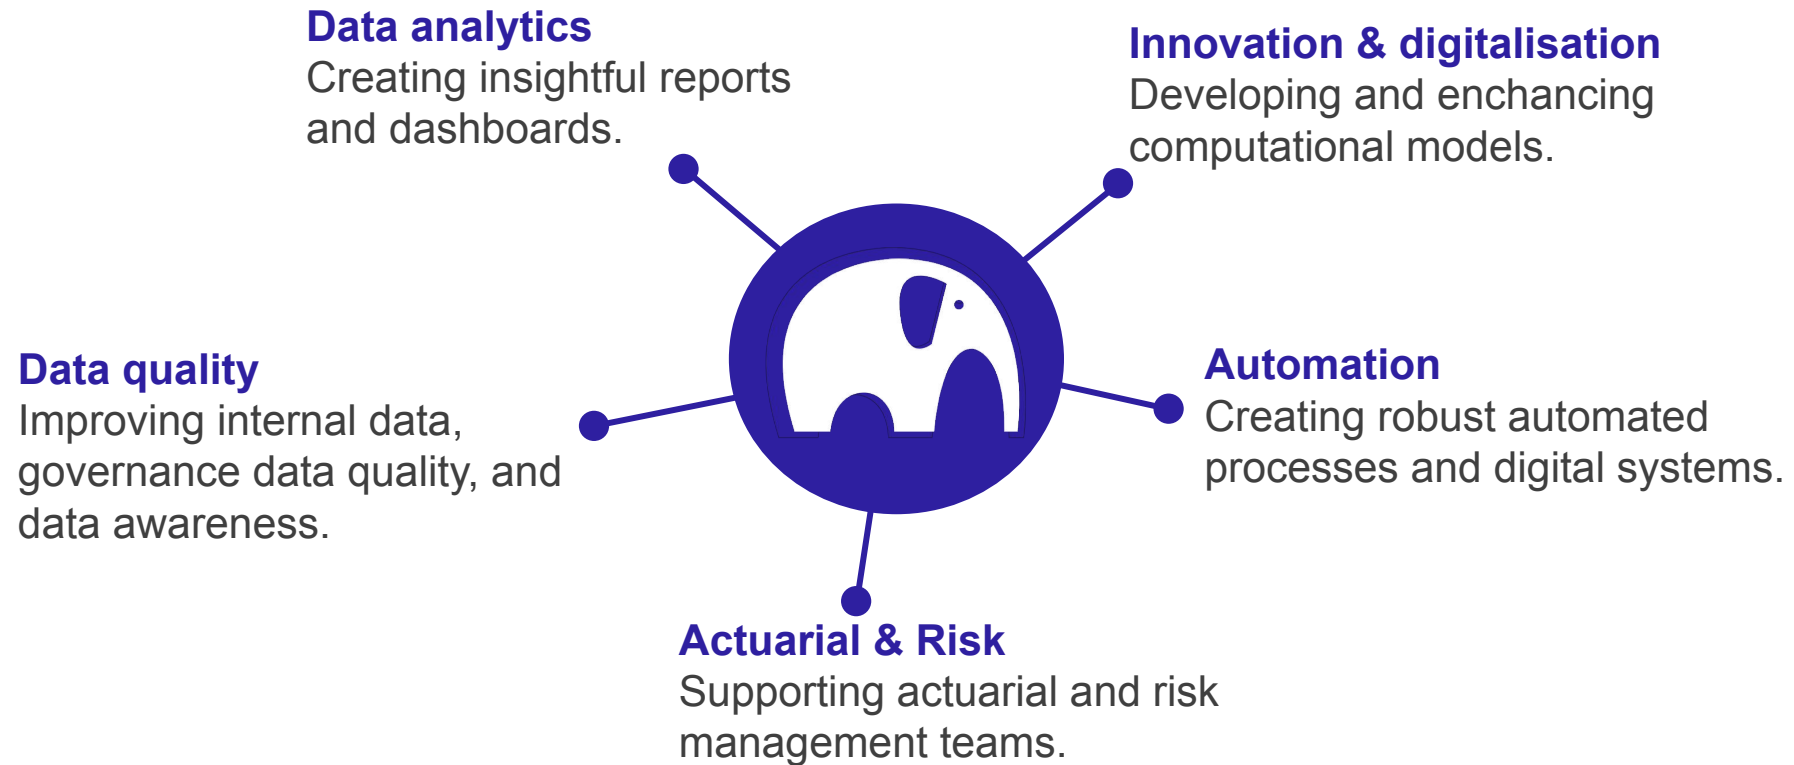 Data analytics
Creating insightful reports
and dashboards.
Innovation & digitalisation
Developing and enchancing
computational models.
Data quality
Improving internal data,
governance data quality, and
data awareness.
Automation
Creating robust automated
processes and digital systems.
Actuarial & Risk
Supporting actuarial and risk
management teams.